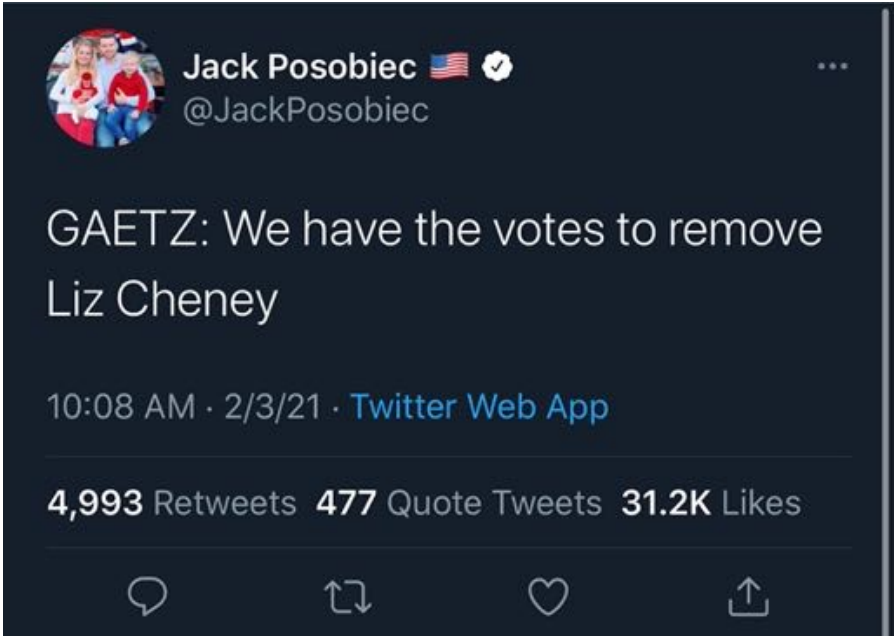 Jack Posobiec 🇺🇸
@JackPosobiec
GAETZ: We have the votes to remove
Liz Cheney
10:08 AM · 2/3/21 · Twitter Web App
4,993 Retweets 477 Quote Tweets 31.2K Likes